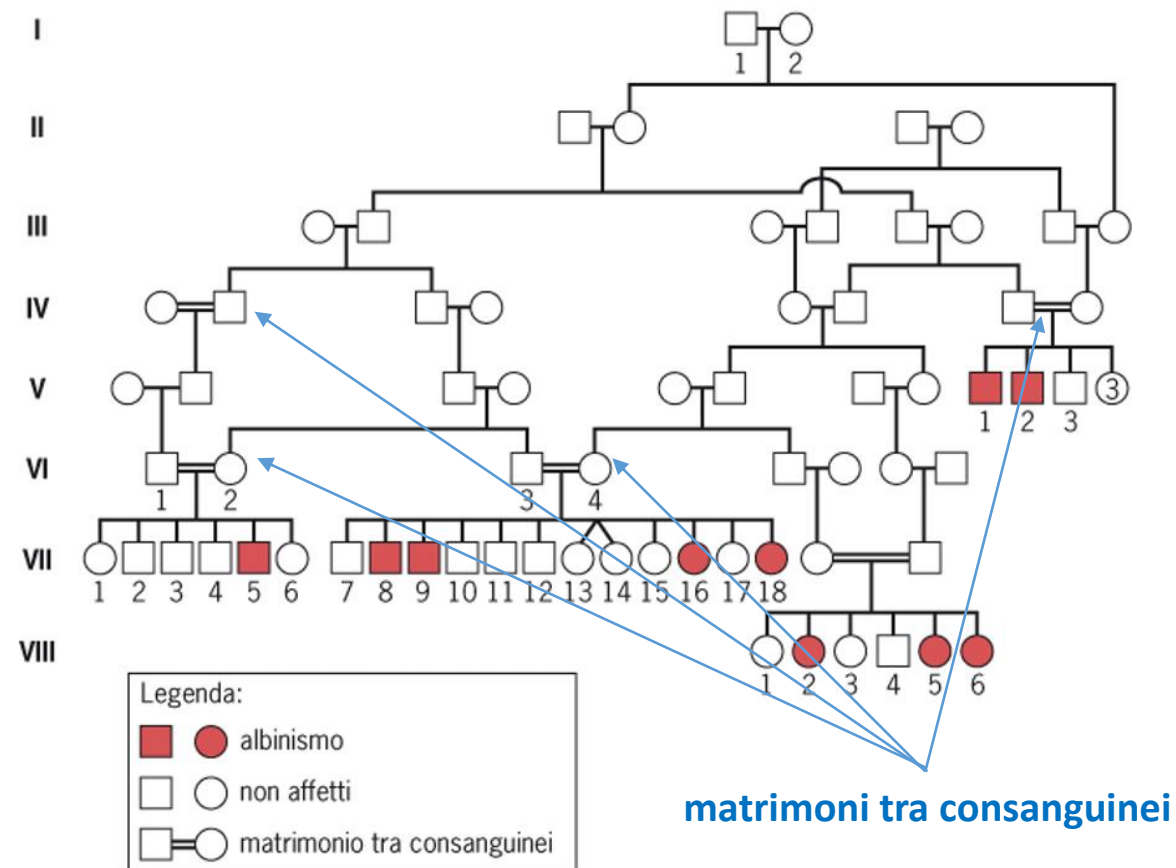 I
1 2
II
III
IV
V
3
1 2 3
VI
1 2 3 4
VII
1 2 3 4 5 6 7 8 9 10 11 12 13 14 15 16 17 18
VIII
1 2 3 4 5 6
Legenda:
albinismo
non affetti
matrimonio tra consanguinei
matrimoni tra consanguinei